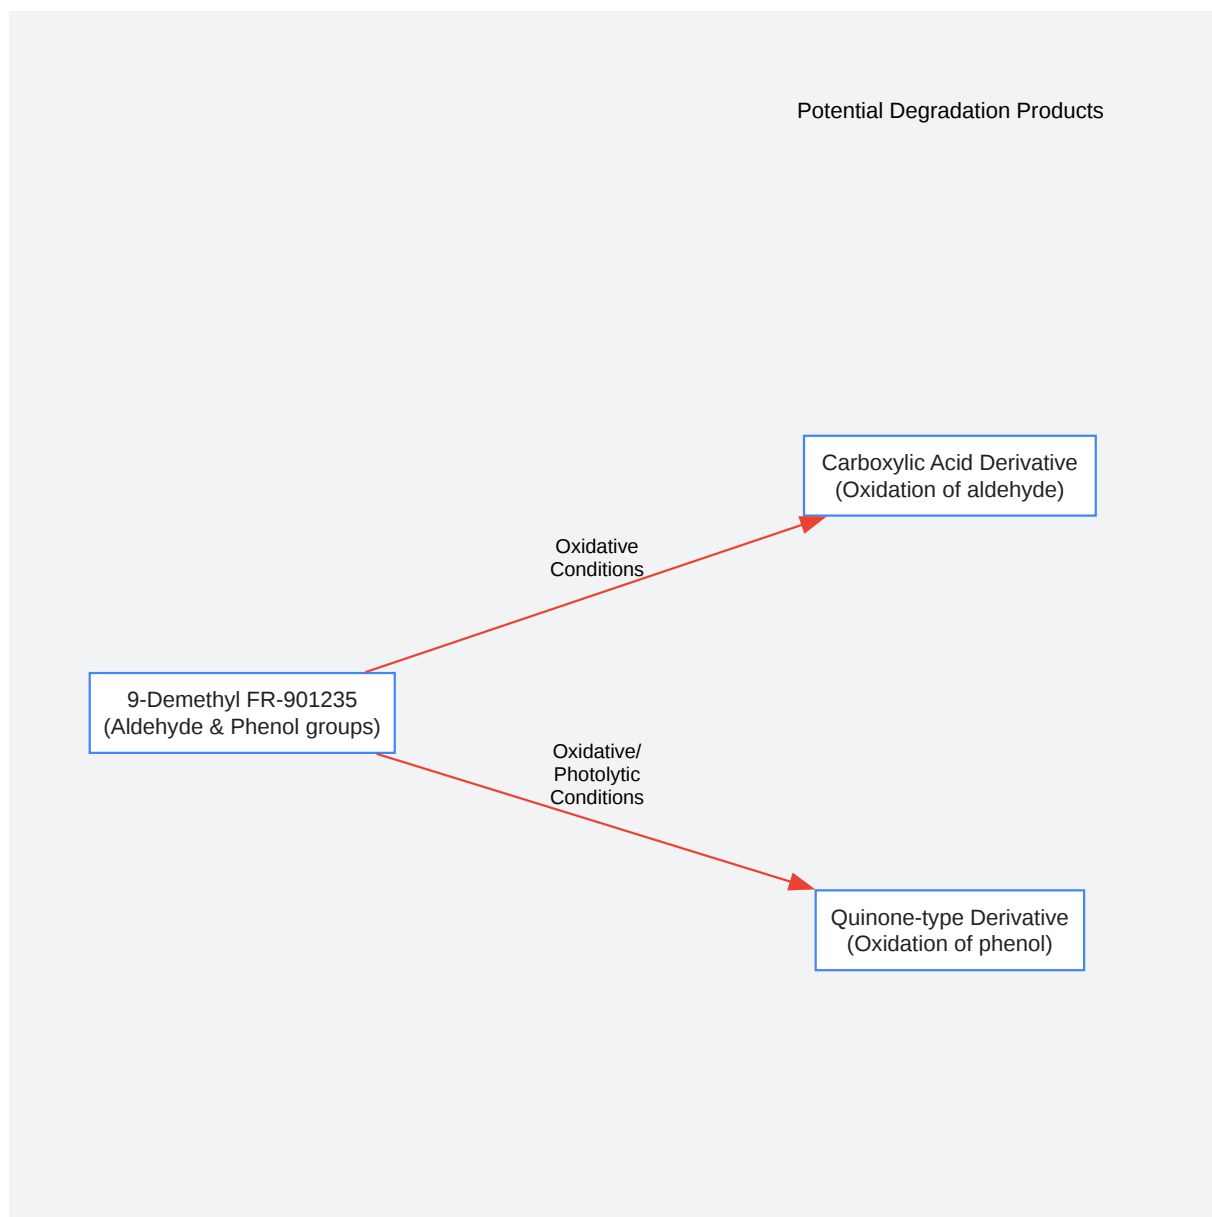 Potential Degradation Products
Carboxylic Acid Derivative
(Oxidation of aldehyde)
Oxidative
Conditions
9-Demethyl FR-901235
(Aldehyde & Phenol groups)
Oxidative/
Photolytic
Conditions
Quinone-type Derivative
(Oxidation of phenol)